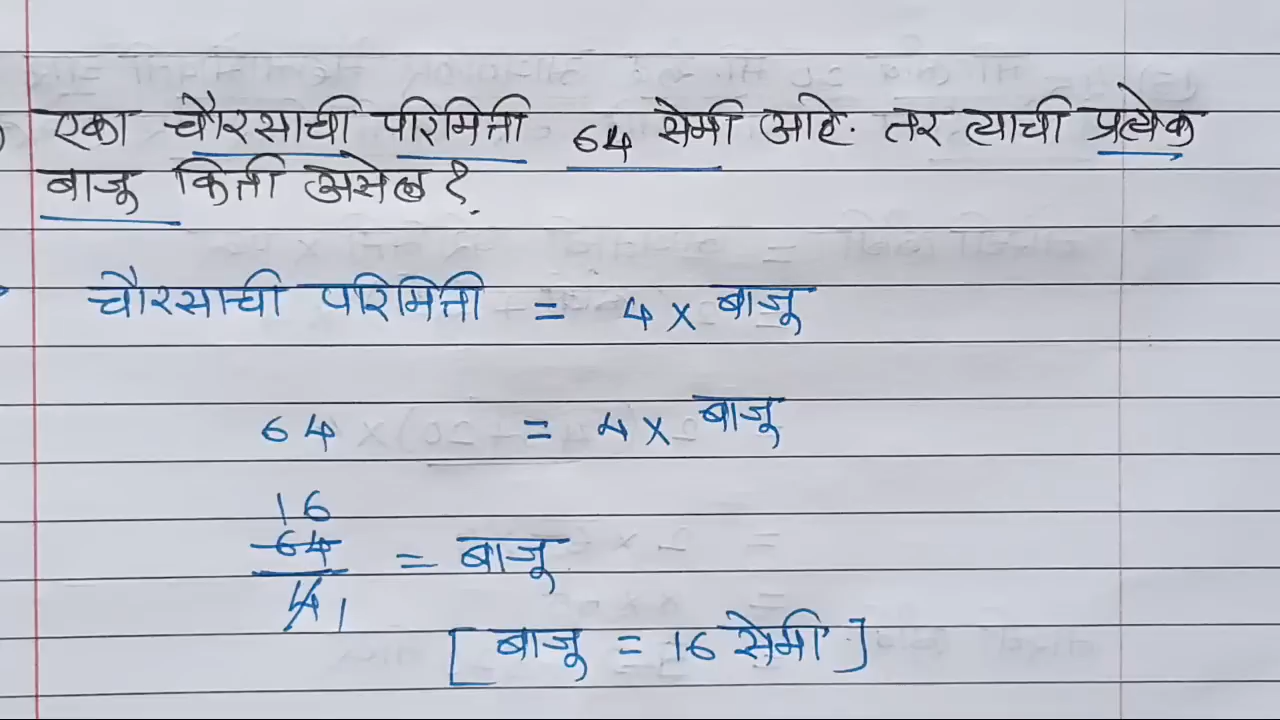 एका चौरसाची परिमिती 64 सेमी आहे. तर त्याची प्रत्येक
बाजू किती असेल ?
चौरसाची परिमिती = 4 × बाजू
64 = 4 × बाजू
16
64
4 1
= बाजू
[ बाजू = 16 सेमी ]